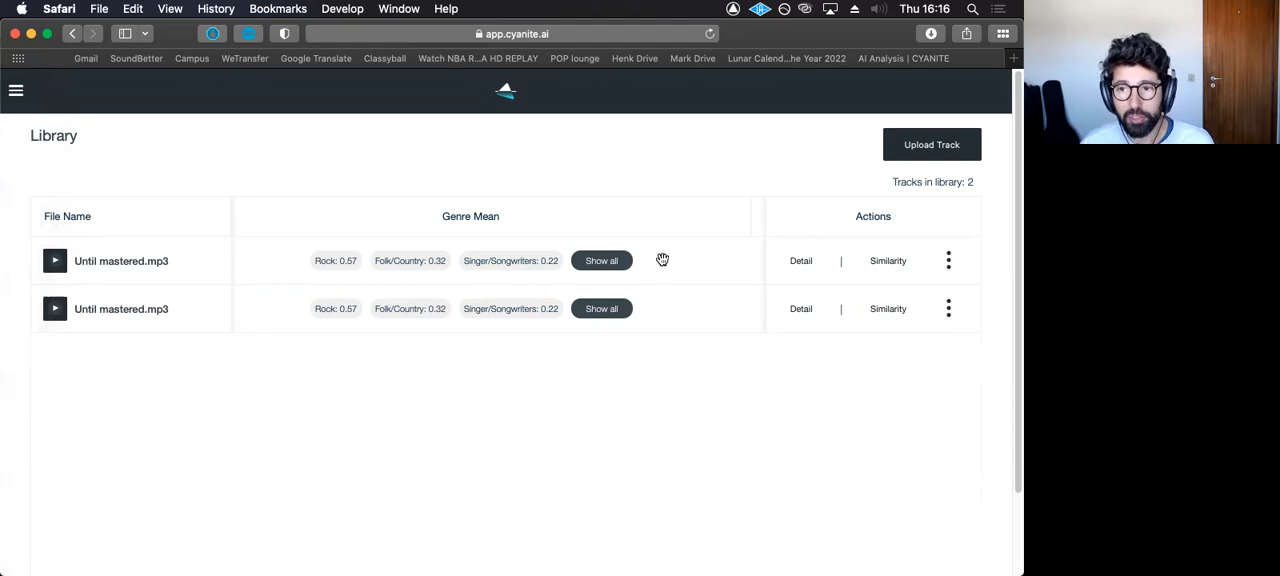 Safari File Edit View History Bookmarks Develop Window Help Thu 16:16
app.cyanite.ai
Gmail SoundBetter Campus WeTransfer Google Translate Classyball Watch NBA R...A HD REPLAY POP lounge Henk Drive Mark Drive Lunar Calend...he Year 2022 AI Analysis | CYANITE
Library
Upload Track
Tracks in library: 2
File Name Genre Mean Actions
Until mastered.mp3 Rock: 0.57 Folk/Country: 0.32 Singer/Songwriters: 0.22 Show all Detail | Similarity
Until mastered.mp3 Rock: 0.57 Folk/Country: 0.32 Singer/Songwriters: 0.22 Show all Detail | Similarity